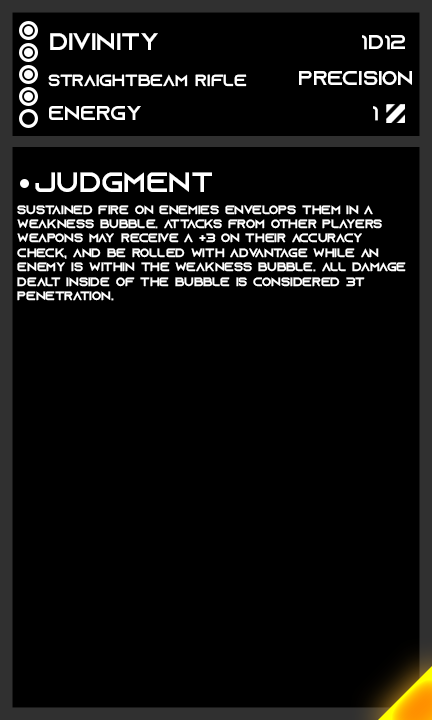 DIVINITY 1D12
STRAIGHTBEAM RIFLE PRECISION
ENERGY 1
• JUDGMENT
SUSTAINED FIRE ON ENEMIES ENVELOPS THEM IN A
WEAKNESS BUBBLE. ATTACKS FROM OTHER PLAYERS
WEAPONS MAY RECEIVE A +3 ON THEIR ACCURACY
CHECK, AND BE ROLLED WITH ADVANTAGE WHILE AN
ENEMY IS WITHIN THE WEAKNESS BUBBLE. ALL DAMAGE
DEALT INSIDE OF THE BUBBLE IS CONSIDERED 3T
PENETRATION.